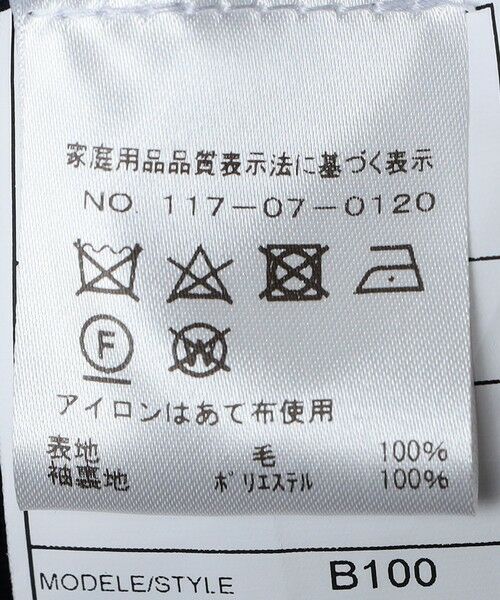 家庭用品品質表示法に基づく表示
NO. 117-07-0120
F W
アイロンはあて布使用
表地 毛 100%
袖裏地 ポリエステル 100%
MODELE/STYLE B100